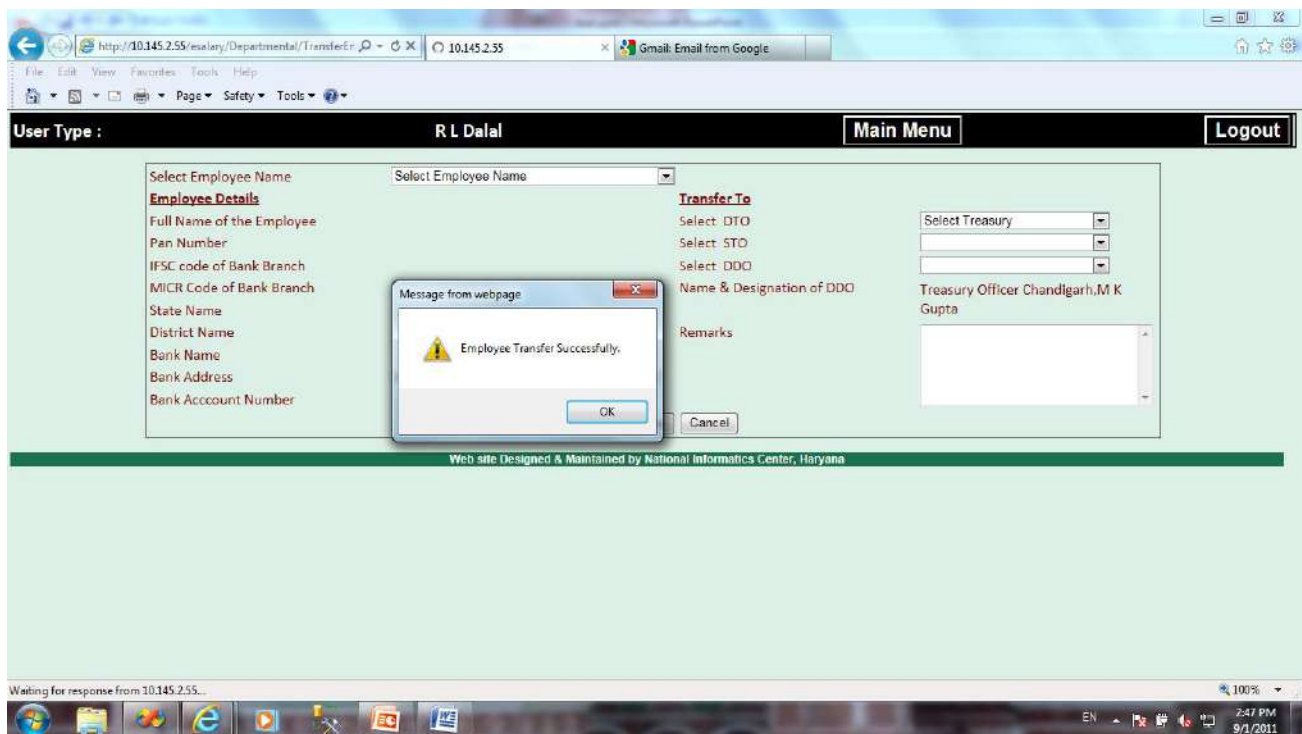 http://10.145.2.55/esalary/Departmental/TransferEr
10.145.2.55
Gmail: Email from Google
File Edit View Favorites Tools Help
Page Safety Tools
User Type : R L Dalal Main Menu Logout
Select Employee Name Select Employee Name
Employee Details Transfer To
Full Name of the Employee Select DTO Select Treasury
Pan Number Select STO
IFSC code of Bank Branch Select DDO
MICR Code of Bank Branch Name & Designation of DDO Treasury Officer Chandigarh,M K
Gupta
State Name
District Name Remarks
Bank Name
Bank Address
Bank Acccount Number
Message from webpage
Employee Transfer Successfully.
OK
Cancel
Web site Designed & Maintained by National Informatics Center, Haryana
Waiting for response from 10.145.2.55...
100%
EN
2:47 PM
9/1/2011